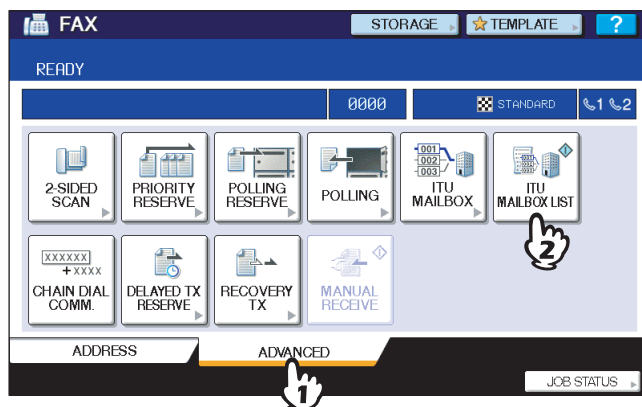 FAX
STORAGE
TEMPLATE
?
READY
0000
STANDARD
1 2
2-SIDED
SCAN
PRIORITY
RESERVE
POLLING
RESERVE
POLLING
001
002
003
ITU
MAILBOX
ITU
MAILBOX LIST
2
XXXXXX
+XXXX
CHAIN DIAL
COMM.
DELAYED TX
RESERVE
RECOVERY
TX
MANUAL
RECEIVE
ADDRESS
ADVANCED
1
JOB STATUS